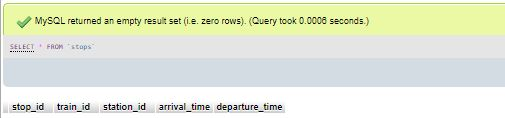 MySQL returned an empty result set (i.e. zero rows). (Query took 0.0006 seconds.)
SELECT * FROM `stops`
stop_id train_id station_id arrival_time departure_time